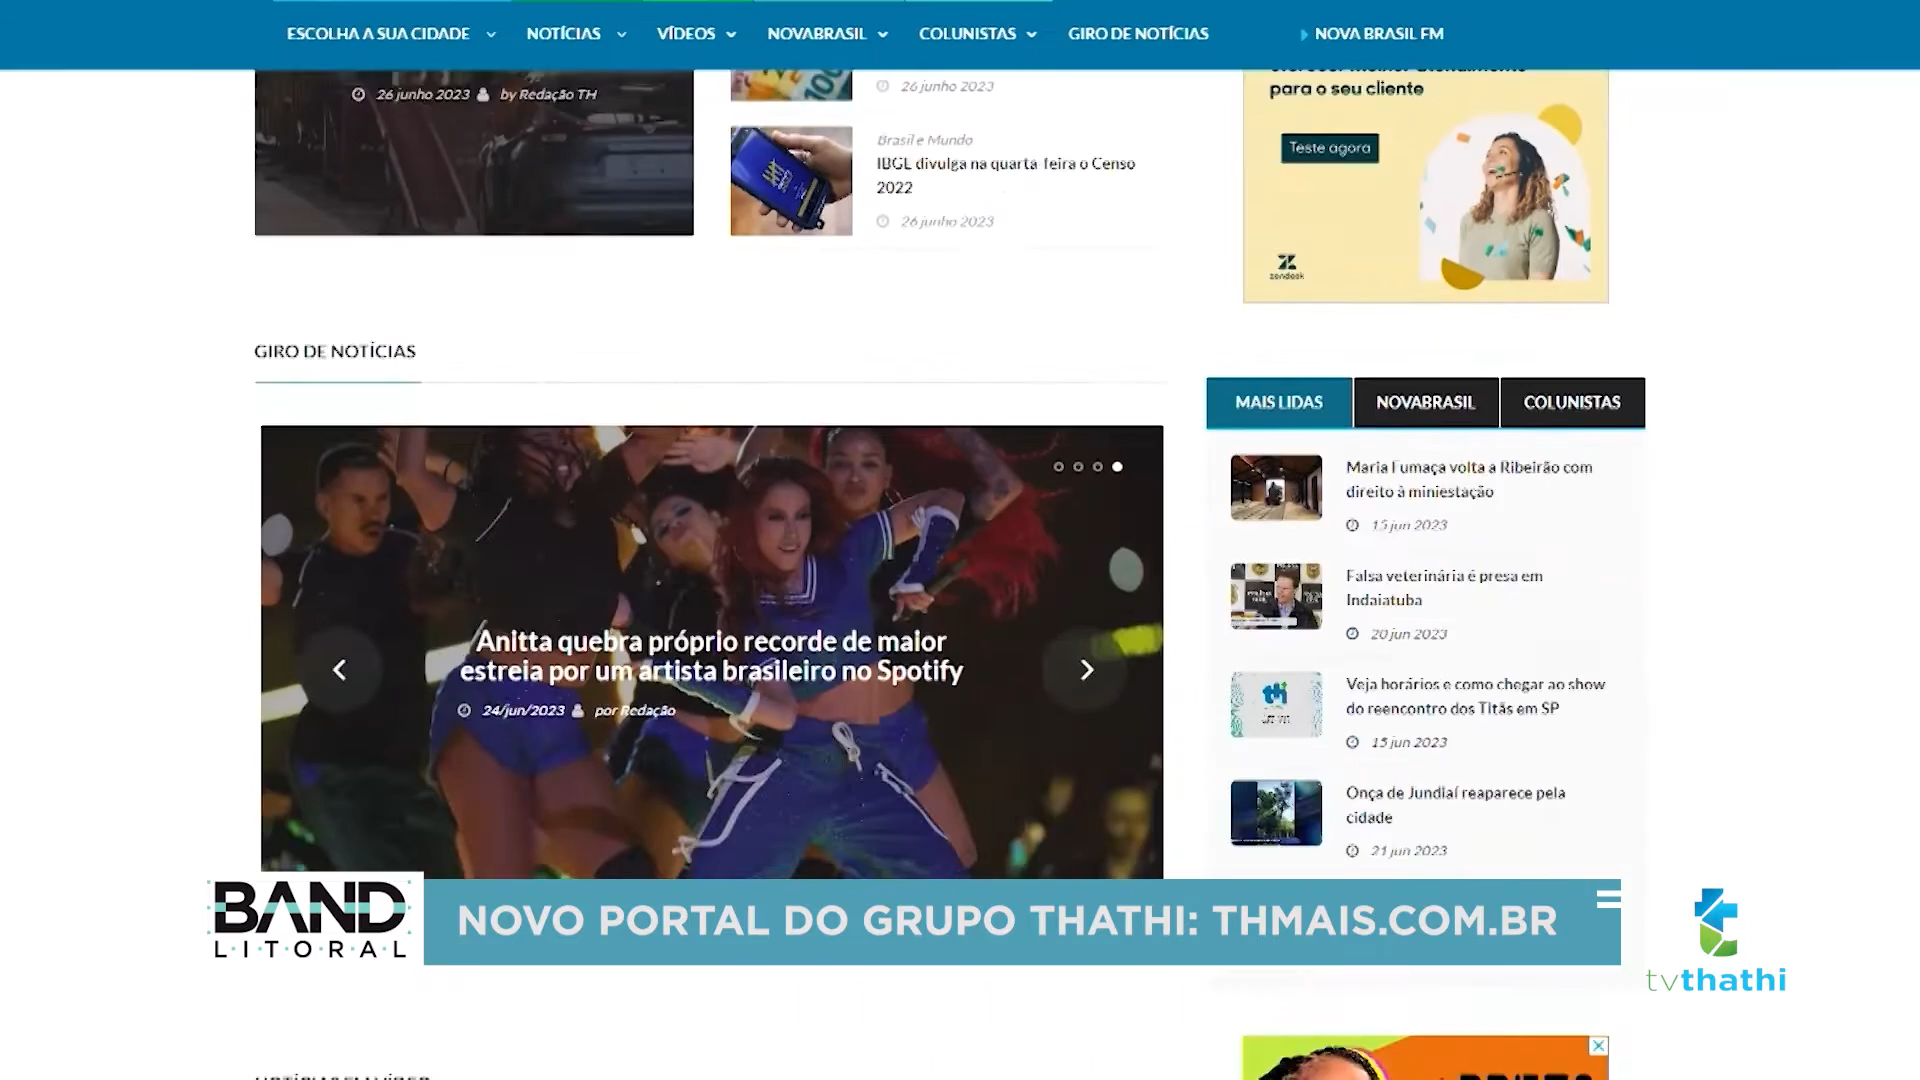 ESCOLHA A SUA CIDADE
NOTÍCIAS
VÍDEOS
NOVABRASIL
COLUNISTAS
GIRO DE NOTÍCIAS
NOVA BRASIL FM
26 junho 2023
by Redação TH
26 junho 2023
Brasil e Mundo
IBGE divulga na quarta-feira o Censo
2022
26 junho 2023
para o seu cliente
Teste agora
zendesk
GIRO DE NOTÍCIAS
Anitta quebra próprio recorde de maior
estreia por um artista brasileiro no Spotify
24/jun/2023
por Redação
MAIS LIDAS
NOVABRASIL
COLUNISTAS
Maria Fumaça volta a Ribeirão com
direito à miniestação
15 jun 2023
Falsa veterinária é presa em
Indaiatuba
20 jun 2023
Veja horários e como chegar ao show
do reencontro dos Titãs em SP
15 jun 2023
Onça de Jundiaí reaparece pela
cidade
21 jun 2023
BAND
LITORAL
NOVO PORTAL DO GRUPO THATHI: THMAIS.COM.BR
tvthathi